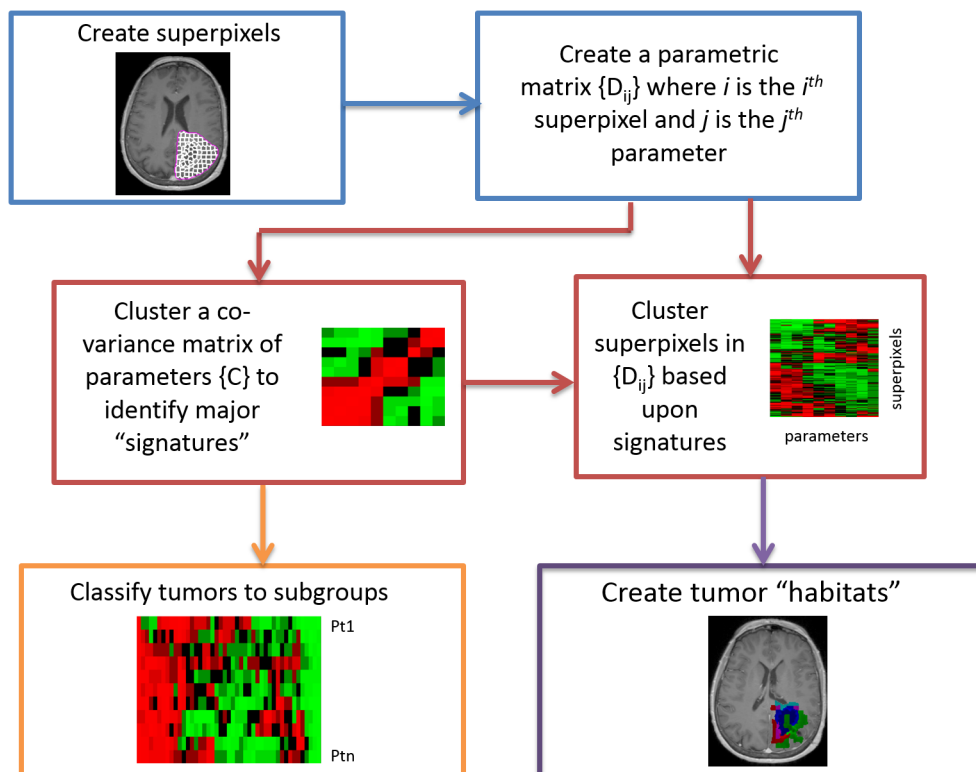 Create superpixels
Create a parametric
matrix {Dij} where i is the ith
superpixel and j is the jth
parameter
Cluster a co-
variance matrix of
parameters {C} to
identify major
“signatures”
Cluster
superpixels in
{Dij} based
upon
signatures
superpixels
parameters
Classify tumors to subgroups
Pt1
Ptn
Create tumor “habitats”